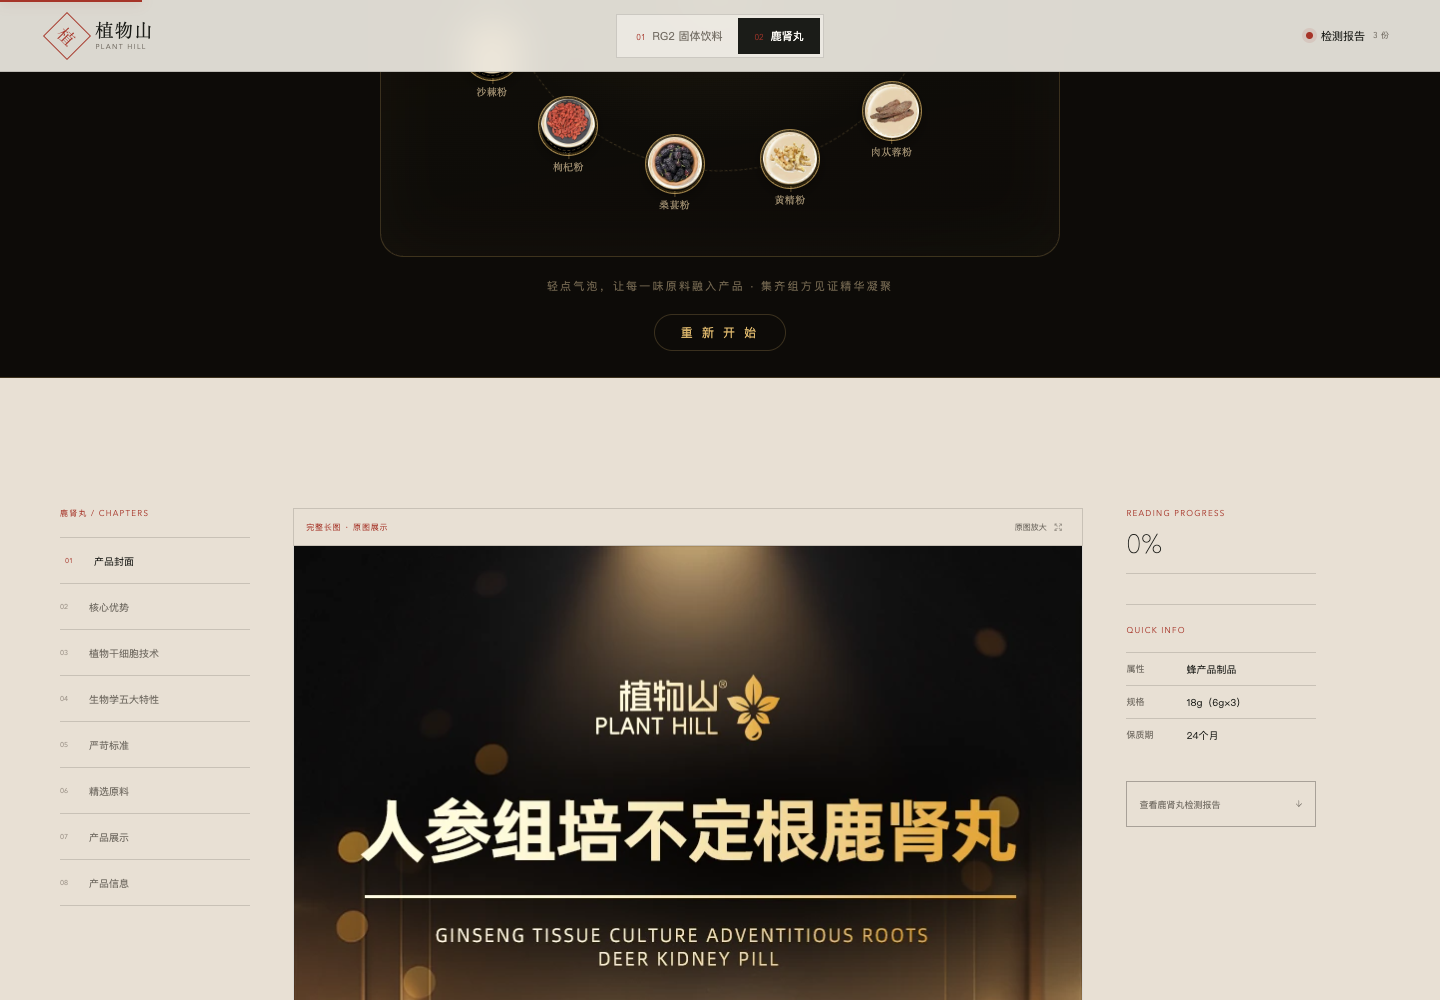 植
植物山
PLANT HILL
01 RG2 固体饮料
02 鹿肾丸
检测报告 3 份
沙棘粉
枸杞粉
桑葚粉
黄精粉
肉苁蓉粉
轻点气泡，让每一味原料融入产品 · 集齐组方见证精华凝聚
重新开始
鹿肾丸 / CHAPTERS
01 产品封面
02 核心优势
03 植物干细胞技术
04 生物学五大特性
05 严苛标准
06 精选原料
07 产品展示
08 产品信息
完整长图 · 原图展示
原图放大
植物山®
PLANT HILL
人参组培不定根鹿肾丸
GINSENG TISSUE CULTURE ADVENTITIOUS ROOTS
DEER KIDNEY PILL
READING PROGRESS
0%
QUICK INFO
属性 蜂产品制品
规格 18g（6g×3）
保质期 24个月
查看鹿肾丸检测报告 ↓